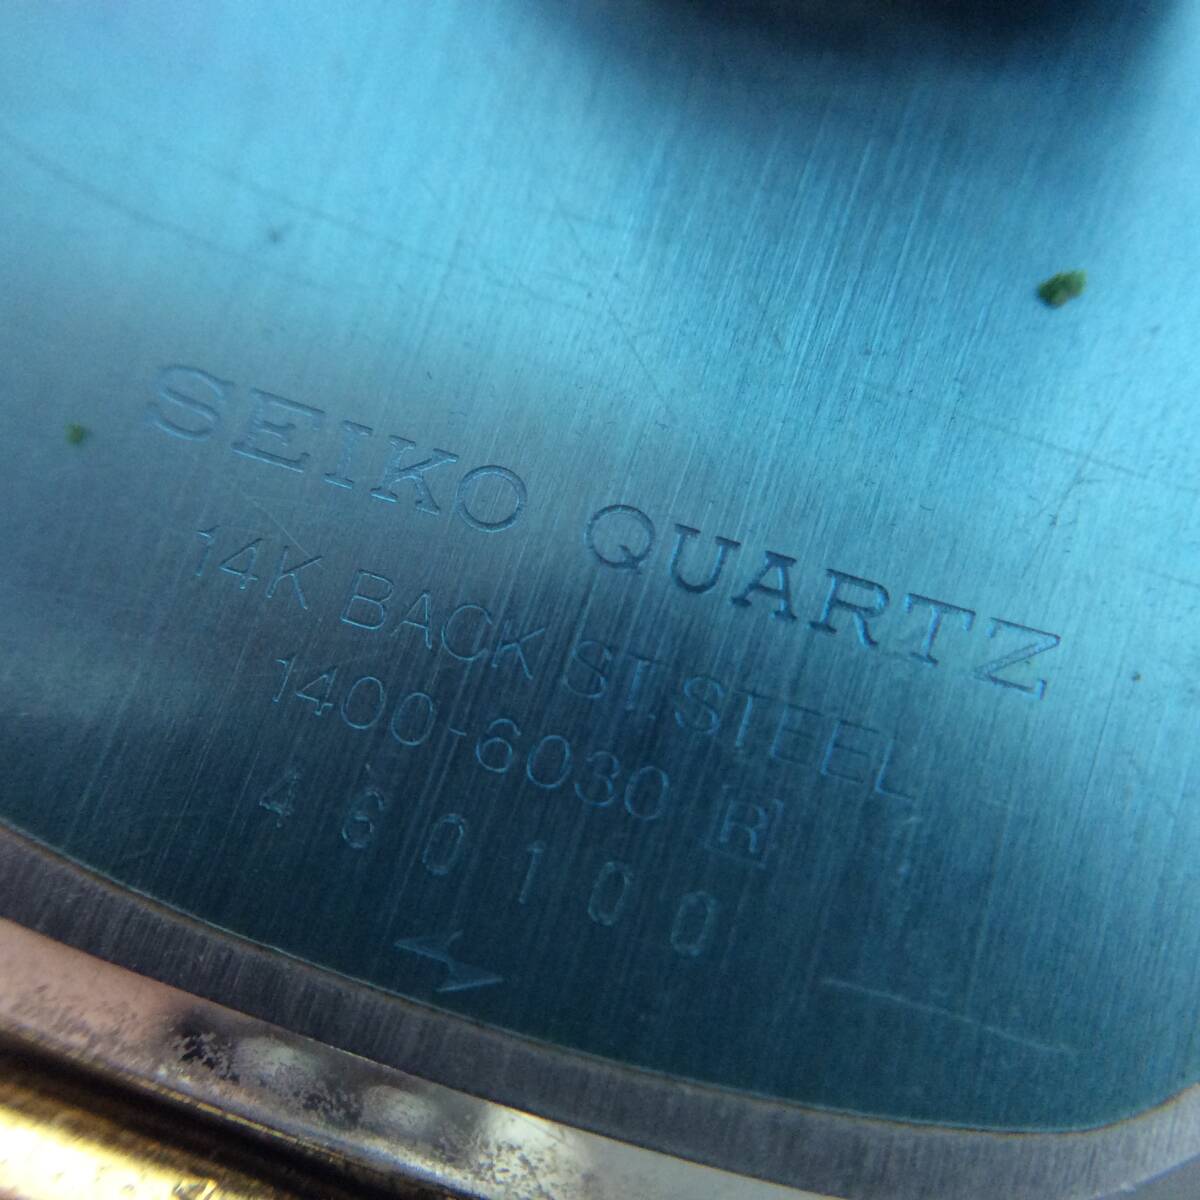 SEIKO QUARTZ
14K BACK ST.STEEL
1400-6030 R
460100